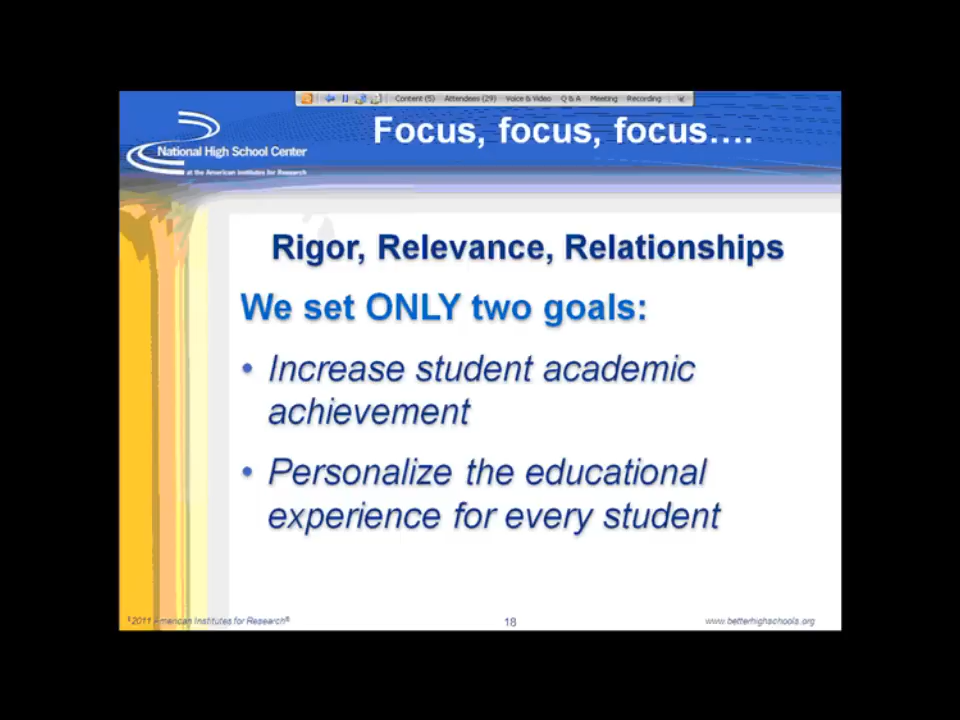 Content (5) Attendees (29) Voice & Video Q & A Meeting Recording
Focus, focus, focus….
National High School Center
at the American Institutes for Research
Rigor, Relevance, Relationships
We set ONLY two goals:
• Increase student academic
achievement
• Personalize the educational
experience for every student
2011 American Institutes for Research®
18
www.betterhighschools.org